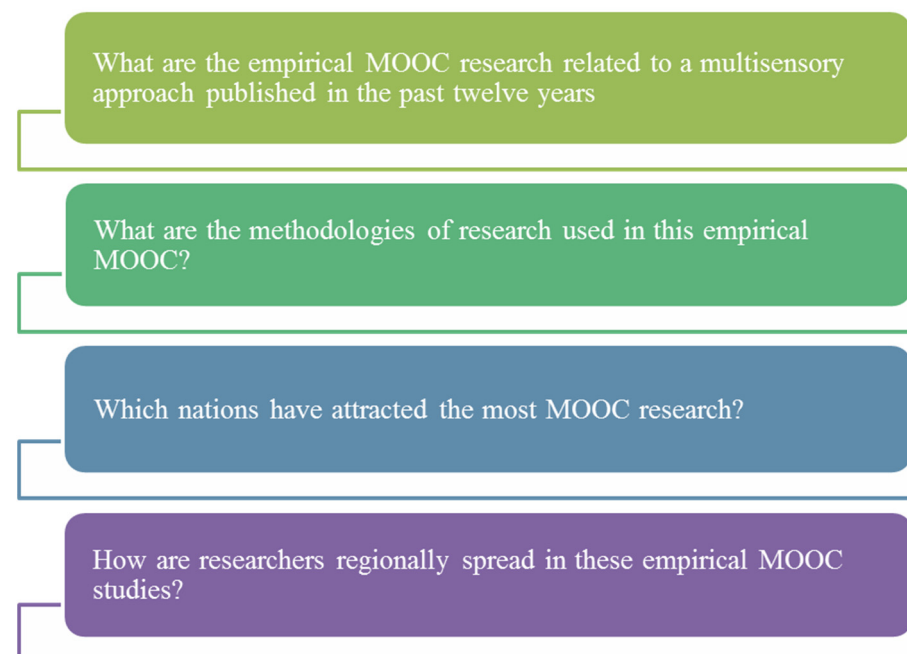 What are the empirical MOOC research related to a multisensory
approach published in the past twelve years
What are the methodologies of research used in this empirical
MOOC?
Which nations have attracted the most MOOC research?
How are researchers regionally spread in these empirical MOOC
studies?